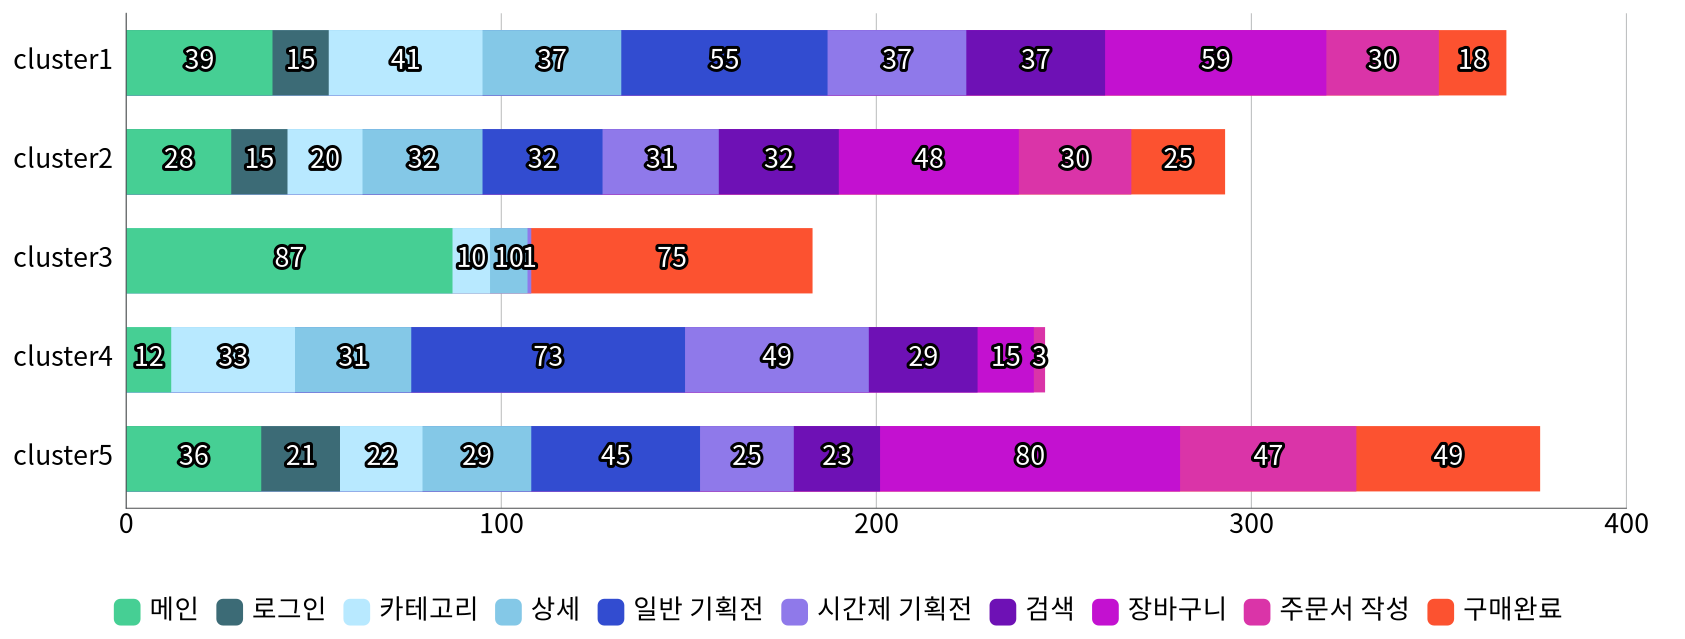 cluster1 39 15 41 37 55 37 37 59 30 18
cluster2 28 15 20 32 32 31 32 48 30 25
cluster3 87 10 10 1 75
cluster4 12 33 31 73 49 29 15 3
cluster5 36 21 22 29 45 25 23 80 47 49
0 100 200 300 400
메인 로그인 카테고리 상세 일반 기획전 시간제 기획전 검색 장바구니 주문서 작성 구매완료